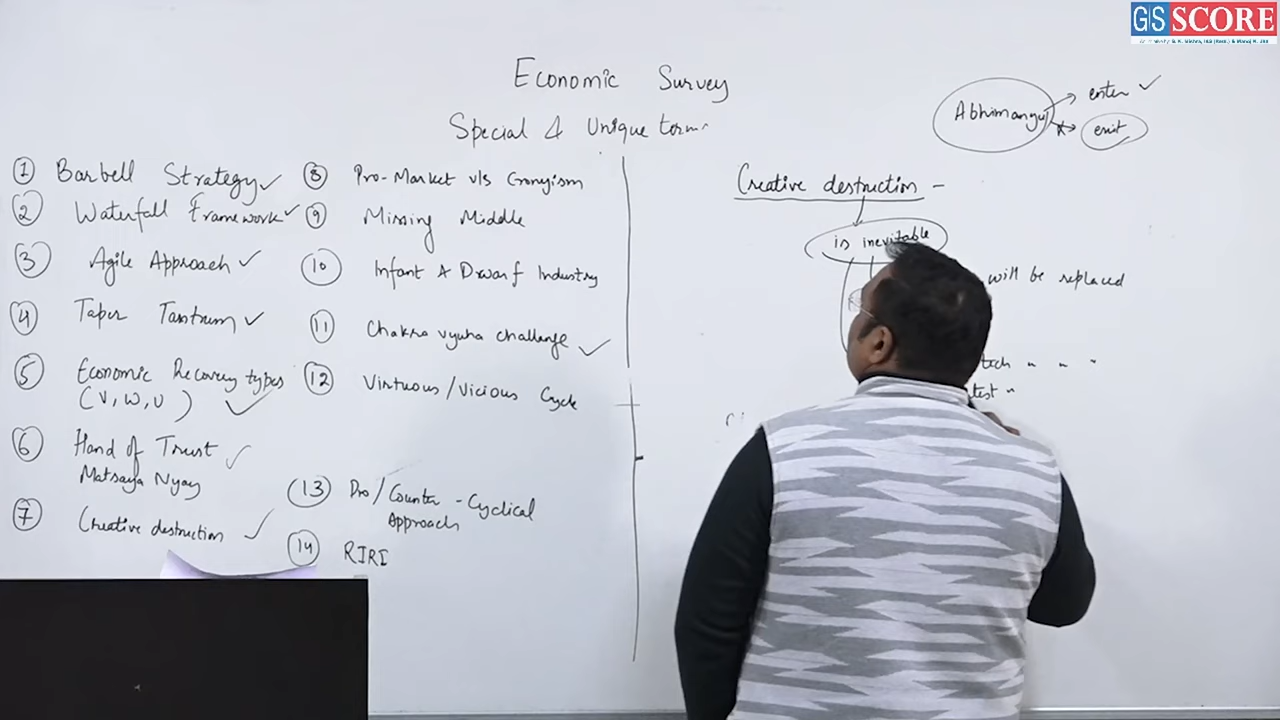 GS SCORE
Economic Survey
Special & Unique terms
① Barbell Strategy ✓
② Waterfall Framework ✓
③ Agile Approach ✓
④ Taper Tantrum ✓
⑤ Economic Recovery types
(V, W, U) ✓
⑥ Hand of Trust ✓
Matsaya Nyay
⑦ Creative destruction ✓
⑧ Pro-Market v/s Cronyism
⑨ Missing Middle
⑩ Infant & Dwarf Industry
⑪ Chakra vyuha challenge ✓
⑫ Virtuous/Vicious Cycle
⑬ Pro/Counter-Cyclical
Approach
⑭ RIRI
Abhimanyu
enter ✓
exit
Creative destruction -
is inevitable
will be replaced
tech " " "
test "